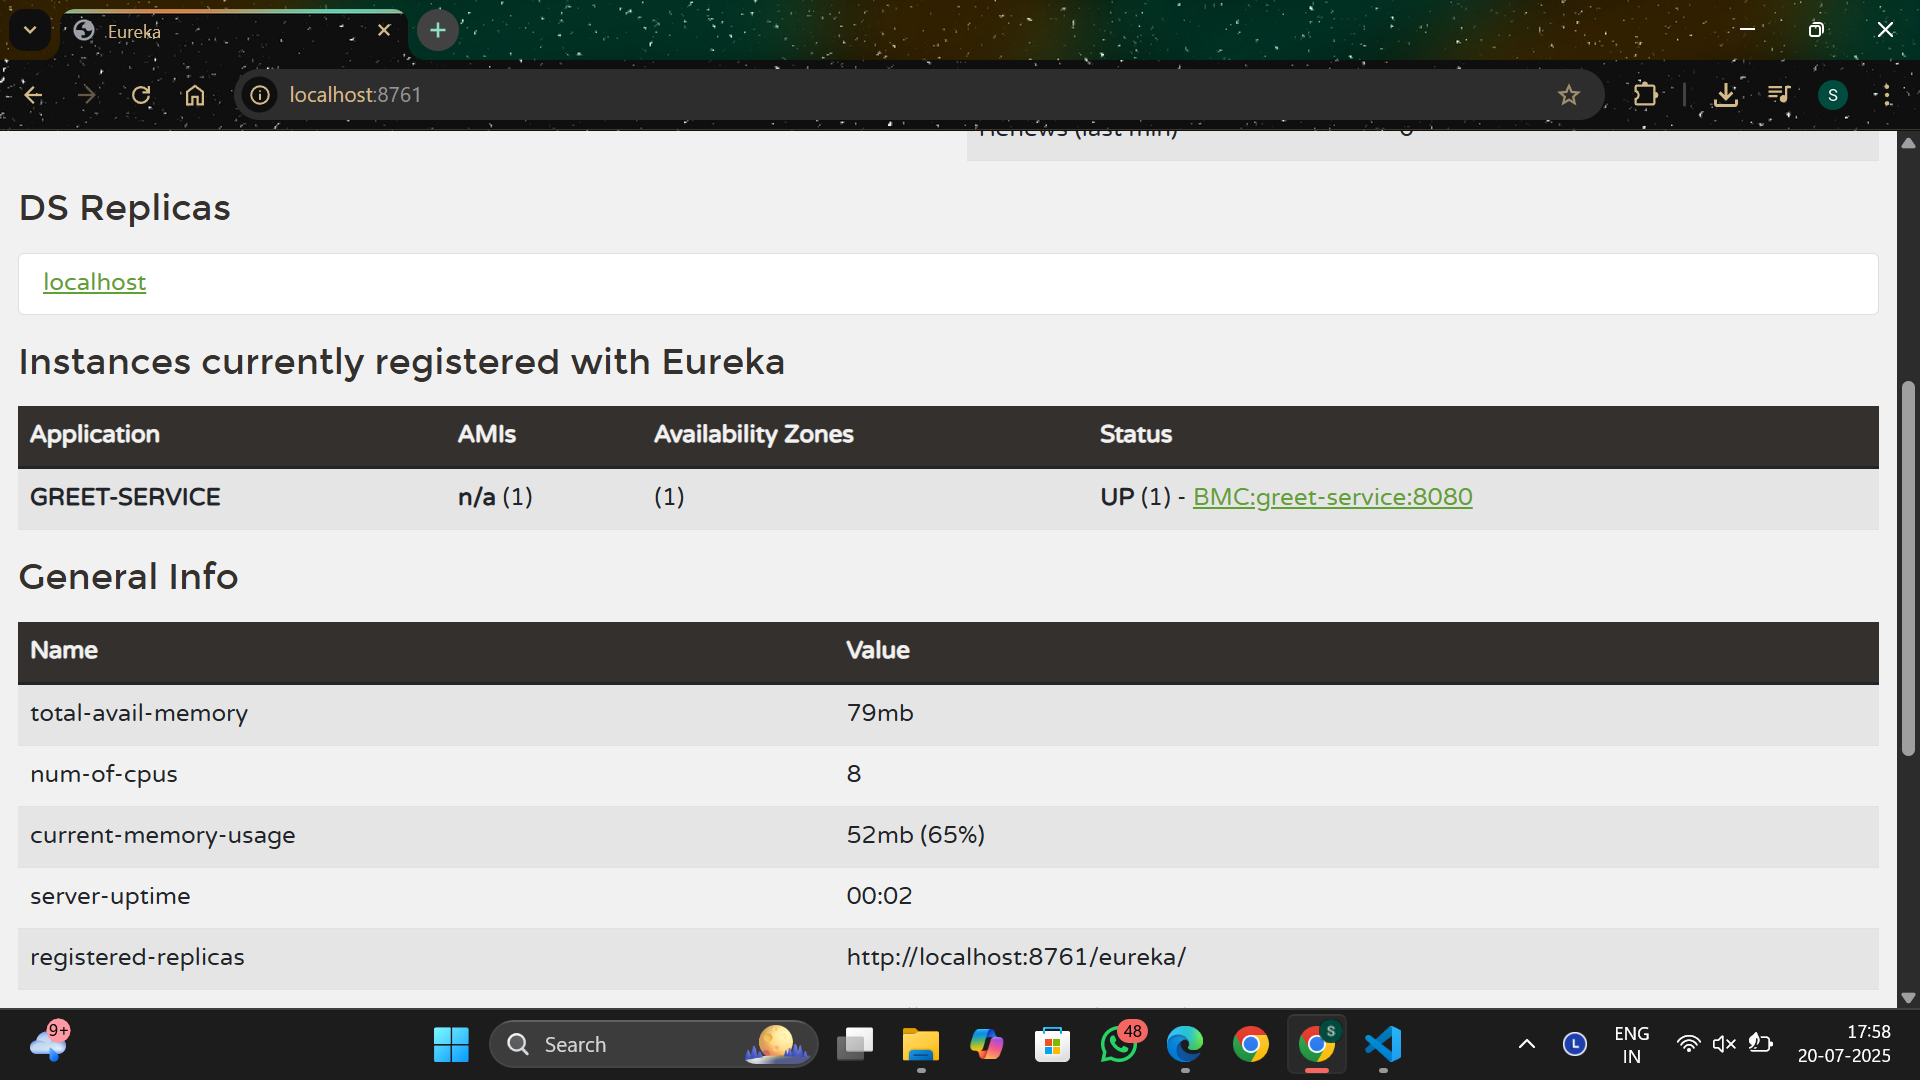 Eureka
localhost:8761
Renews (last min)
DS Replicas
localhost
Instances currently registered with Eureka
Application AMIs Availability Zones Status
GREET-SERVICE n/a (1) (1) UP (1) - BMC:greet-service:8080
General Info
Name Value
total-avail-memory 79mb
num-of-cpus 8
current-memory-usage 52mb (65%)
server-uptime 00:02
registered-replicas http://localhost:8761/eureka/
9+
Search
48
S
S
L
ENG
IN
17:58
20-07-2025